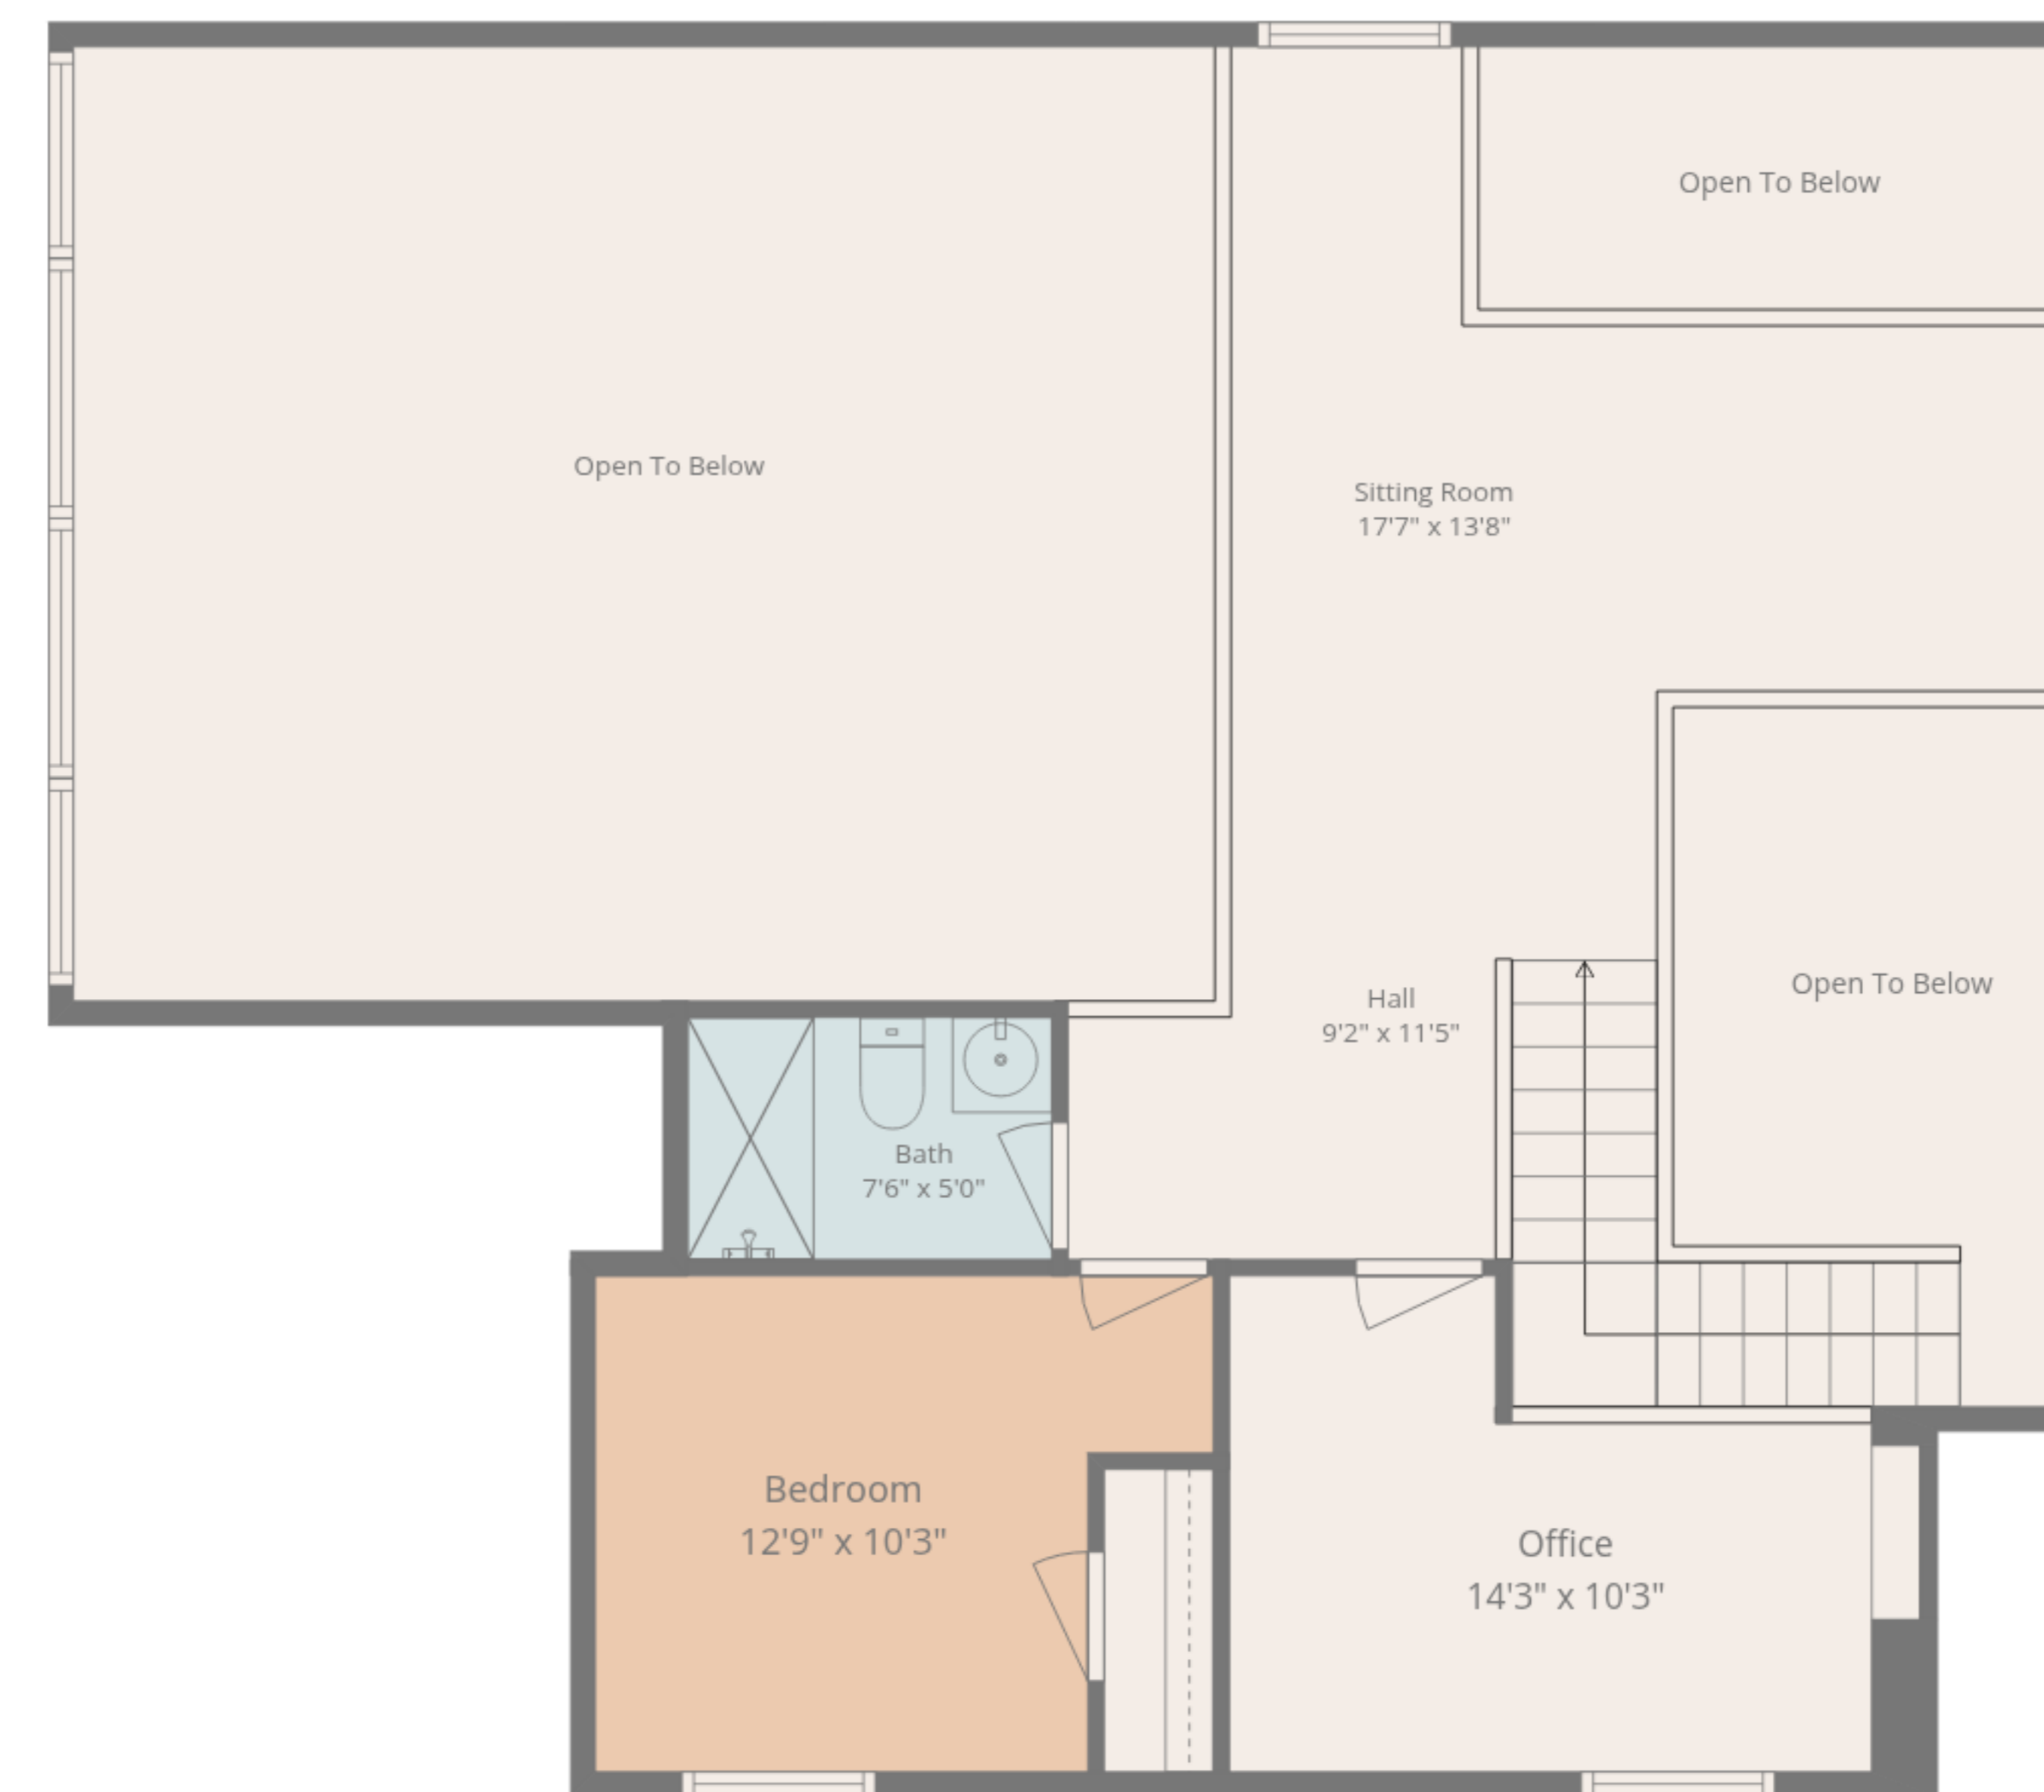 Open To Below
Open To Below
Sitting Room
17'7" x 13'8"
Open To Below
Hall
9'2" x 11'5"
Bath
7'6" x 5'0"
Bedroom
12'9" x 10'3"
Office
14'3" x 10'3"